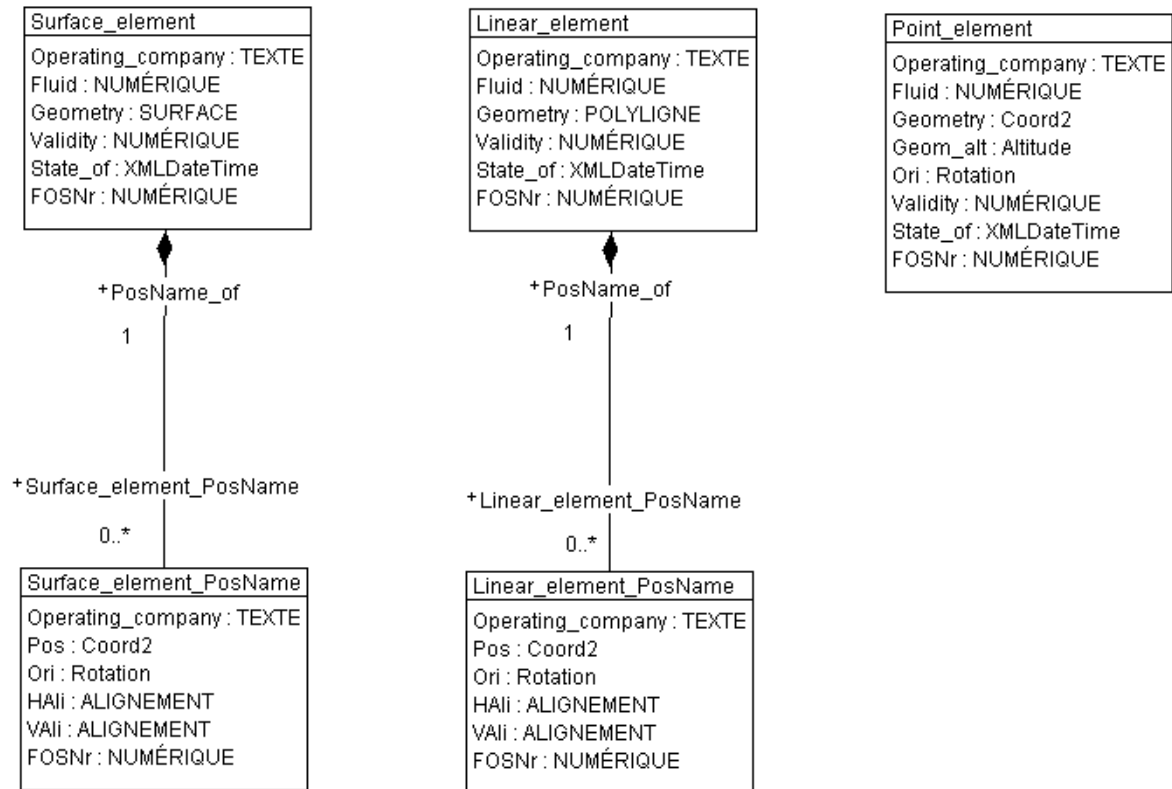 Surface_element
Operating_company : TEXTE
Fluid : NUMÉRIQUE
Geometry : SURFACE
Validity : NUMÉRIQUE
State_of : XMLDateTime
FOSNr : NUMÉRIQUE
+PosName_of
1
+Surface_element_PosName
0..*
Surface_element_PosName
Operating_company : TEXTE
Pos : Coord2
Ori : Rotation
HAli : ALIGNEMENT
VAli : ALIGNEMENT
FOSNr : NUMÉRIQUE
Linear_element
Operating_company : TEXTE
Fluid : NUMÉRIQUE
Geometry : POLYLIGNE
Validity : NUMÉRIQUE
State_of : XMLDateTime
FOSNr : NUMÉRIQUE
+PosName_of
1
+Linear_element_PosName
0..*
Linear_element_PosName
Operating_company : TEXTE
Pos : Coord2
Ori : Rotation
HAli : ALIGNEMENT
VAli : ALIGNEMENT
FOSNr : NUMÉRIQUE
Point_element
Operating_company : TEXTE
Fluid : NUMÉRIQUE
Geometry : Coord2
Geom_alt : Altitude
Ori : Rotation
Validity : NUMÉRIQUE
State_of : XMLDateTime
FOSNr : NUMÉRIQUE